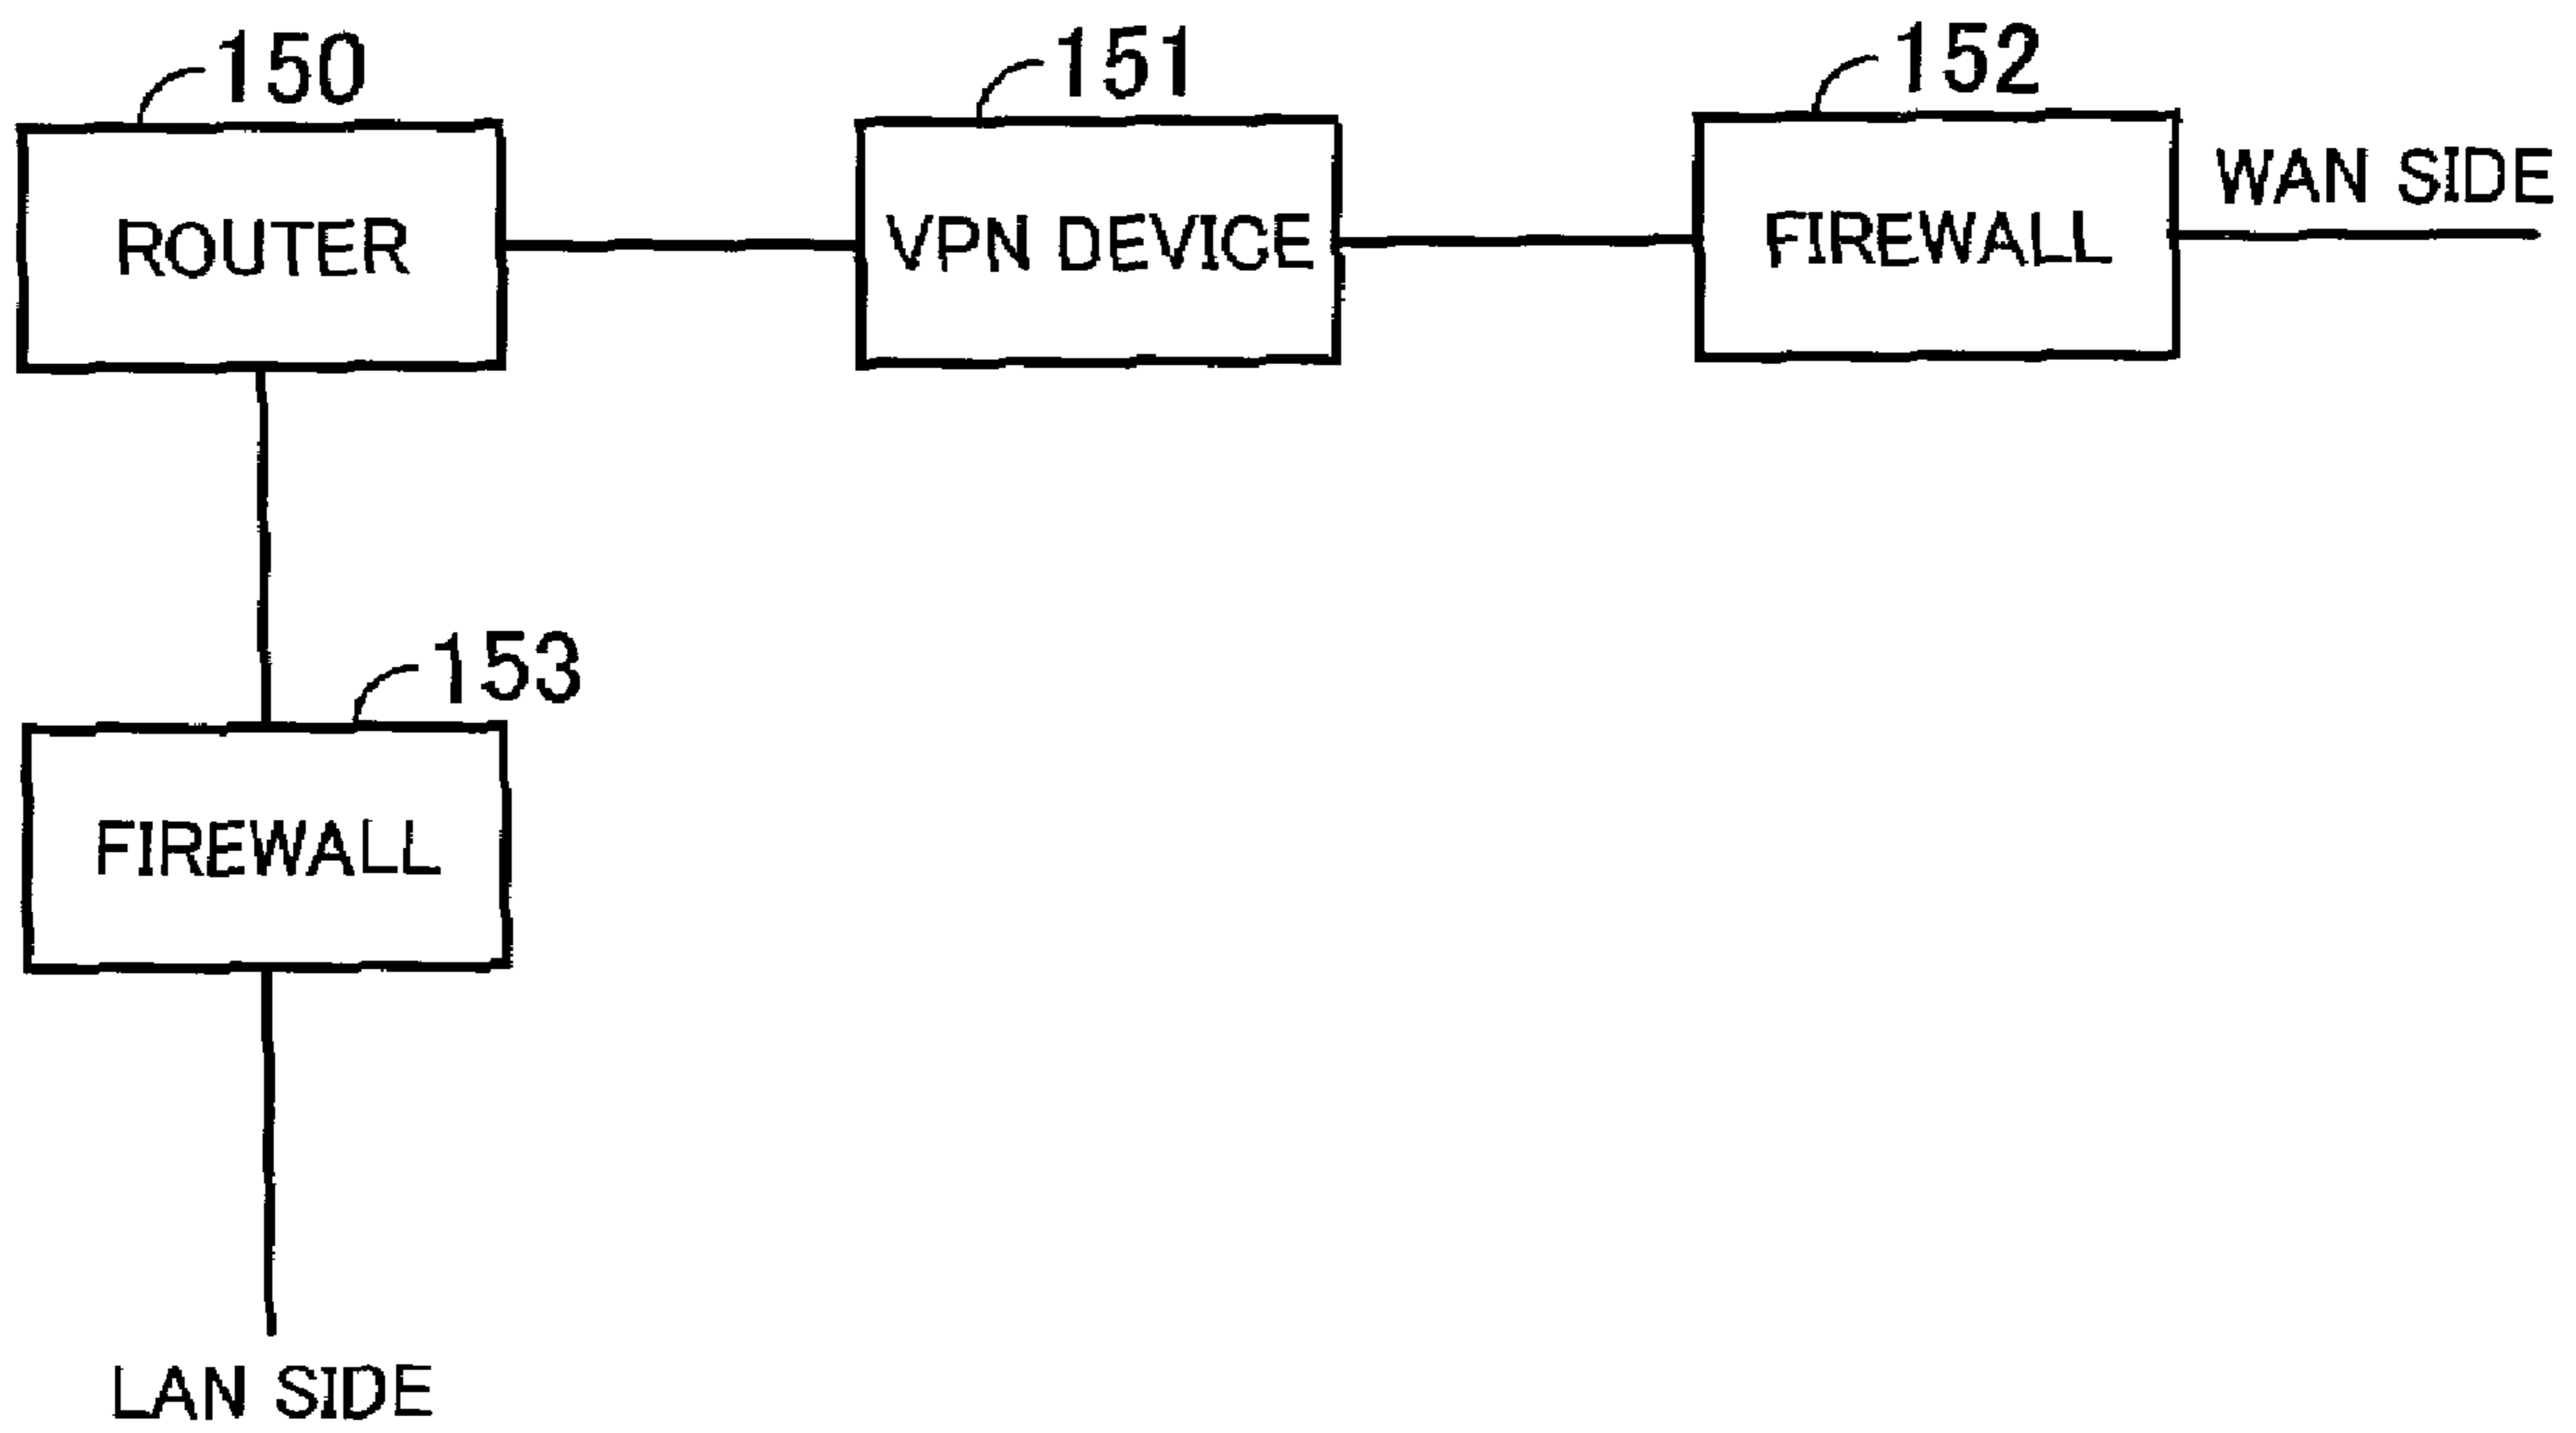 150
151
152
ROUTER
VPN DEVICE
FIREWALL
WAN SIDE
153
FIREWALL
LAN SIDE